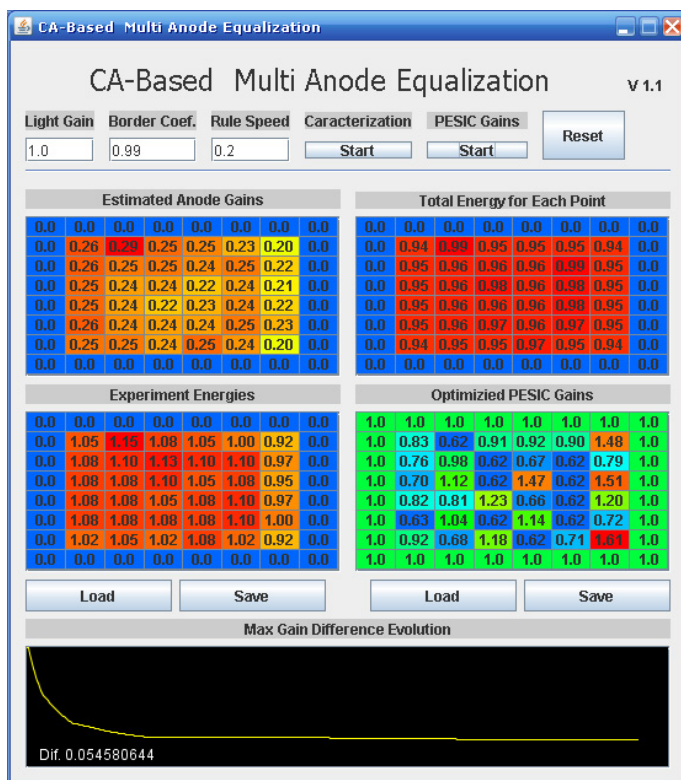 CA-Based Multi Anode Equalization
CA-Based Multi Anode Equalization V 1.1
Light Gain Border Coef. Rule Speed Caracterization PESIC Gains
1.0 0.99 0.2 Start Start Reset
Estimated Anode Gains
0.0 0.0 0.0 0.0 0.0 0.0 0.0 0.0
0.0 0.26 0.29 0.25 0.25 0.23 0.20 0.0
0.0 0.26 0.25 0.25 0.24 0.25 0.22 0.0
0.0 0.25 0.24 0.24 0.22 0.24 0.21 0.0
0.0 0.25 0.24 0.22 0.23 0.24 0.22 0.0
0.0 0.26 0.24 0.24 0.24 0.25 0.23 0.0
0.0 0.25 0.25 0.24 0.25 0.24 0.20 0.0
0.0 0.0 0.0 0.0 0.0 0.0 0.0 0.0
Total Energy for Each Point
0.0 0.0 0.0 0.0 0.0 0.0 0.0 0.0
0.0 0.94 0.99 0.95 0.95 0.95 0.94 0.0
0.0 0.95 0.96 0.96 0.96 0.99 0.95 0.0
0.0 0.95 0.96 0.98 0.96 0.98 0.95 0.0
0.0 0.95 0.96 0.96 0.96 0.98 0.95 0.0
0.0 0.95 0.96 0.97 0.96 0.97 0.95 0.0
0.0 0.94 0.95 0.95 0.97 0.95 0.94 0.0
0.0 0.0 0.0 0.0 0.0 0.0 0.0 0.0
Experiment Energies
0.0 0.0 0.0 0.0 0.0 0.0 0.0 0.0
0.0 1.05 1.15 1.08 1.05 1.00 0.92 0.0
0.0 1.08 1.10 1.13 1.10 1.10 0.97 0.0
0.0 1.08 1.08 1.10 1.05 1.08 0.95 0.0
0.0 1.08 1.08 1.05 1.08 1.10 0.97 0.0
0.0 1.08 1.08 1.08 1.08 1.10 1.00 0.0
0.0 1.02 1.05 1.02 1.08 1.02 0.92 0.0
0.0 0.0 0.0 0.0 0.0 0.0 0.0 0.0
Optimizied PESIC Gains
1.0 1.0 1.0 1.0 1.0 1.0 1.0 1.0
1.0 0.83 0.62 0.91 0.92 0.90 1.48 1.0
1.0 0.76 0.98 0.62 0.67 0.62 0.79 1.0
1.0 0.70 1.12 0.62 1.47 0.62 1.51 1.0
1.0 0.82 0.81 1.23 0.66 0.62 1.20 1.0
1.0 0.63 1.04 0.62 1.14 0.62 0.72 1.0
1.0 0.92 0.68 1.18 0.62 0.71 1.61 1.0
1.0 1.0 1.0 1.0 1.0 1.0 1.0 1.0
Load Save Load Save
Max Gain Difference Evolution
Dif. 0.054580644